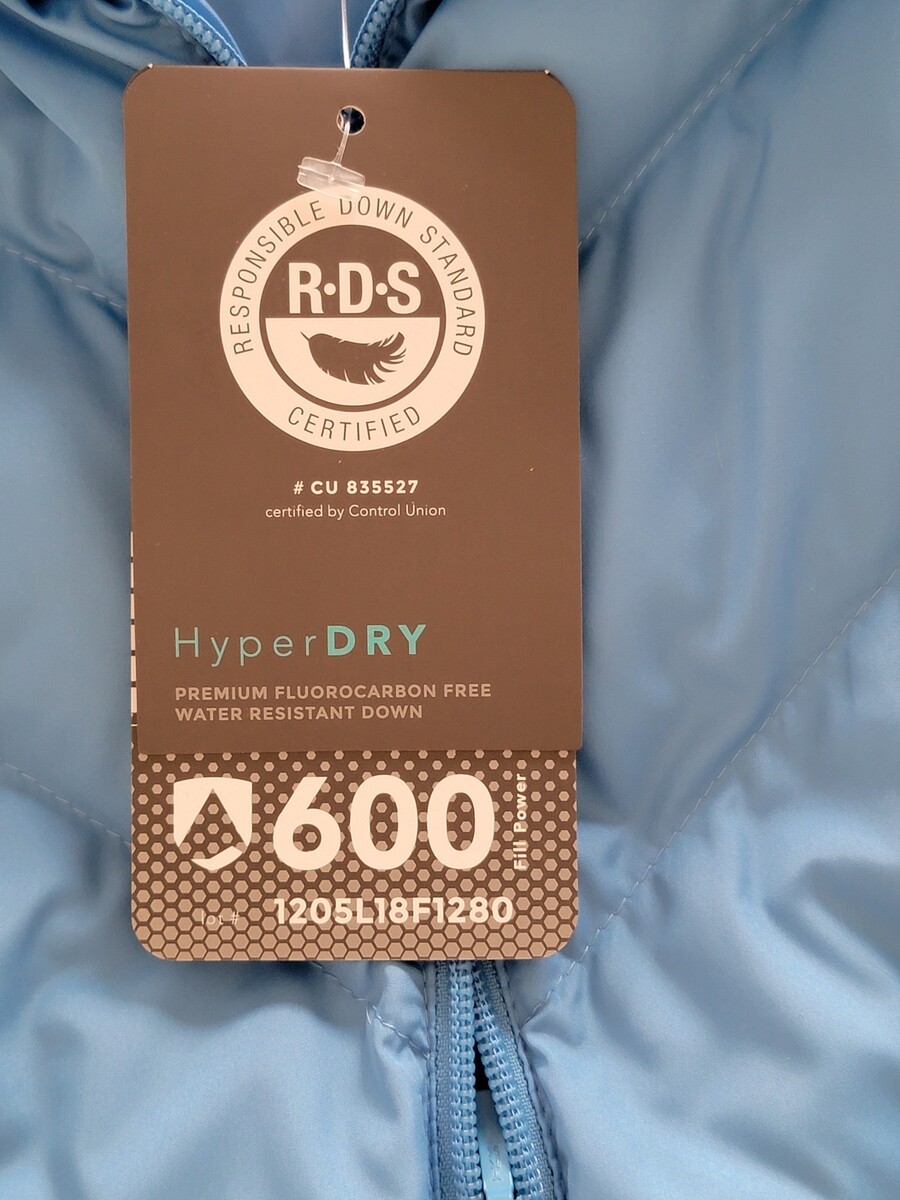 RESPONSIBLE DOWN STANDARD
R·D·S
CERTIFIED
# CU 835527
certified by Control Union
HyperDRY
PREMIUM FLUOROCARBON FREE
WATER RESISTANT DOWN
600 Fill Power
lot # 1205L18F1280